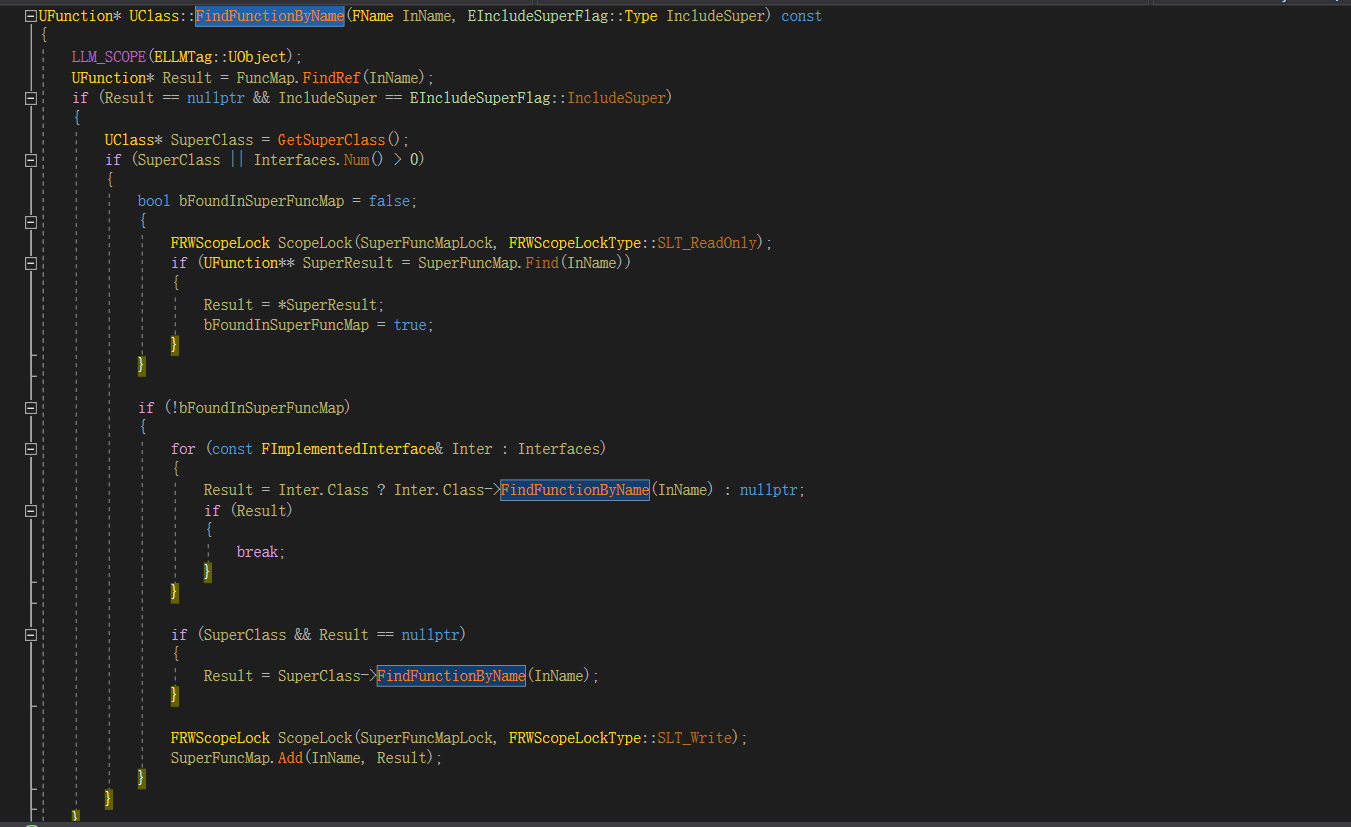 UFunction* UClass::FindFunctionByName(FName InName, EIncludeSuperFlag::Type IncludeSuper) const
{
LLM_SCOPE(ELLMTag::UObject);
UFunction* Result = FuncMap.FindRef(InName);
if (Result == nullptr && IncludeSuper == EIncludeSuperFlag::IncludeSuper)
{
UClass* SuperClass = GetSuperClass();
if (SuperClass || Interfaces.Num() > 0)
{
bool bFoundInSuperFuncMap = false;
{
FRWScopeLock ScopeLock(SuperFuncMapLock, FRWScopeLockType::SLT_ReadOnly);
if (UFunction** SuperResult = SuperFuncMap.Find(InName))
{
Result = *SuperResult;
bFoundInSuperFuncMap = true;
}
}
if (!bFoundInSuperFuncMap)
{
for (const FImplementedInterface& Inter : Interfaces)
{
Result = Inter.Class ? Inter.Class->FindFunctionByName(InName) : nullptr;
if (Result)
{
break;
}
}
if (SuperClass && Result == nullptr)
{
Result = SuperClass->FindFunctionByName(InName);
}
FRWScopeLock ScopeLock(SuperFuncMapLock, FRWScopeLockType::SLT_Write);
SuperFuncMap.Add(InName, Result);
}
}
}